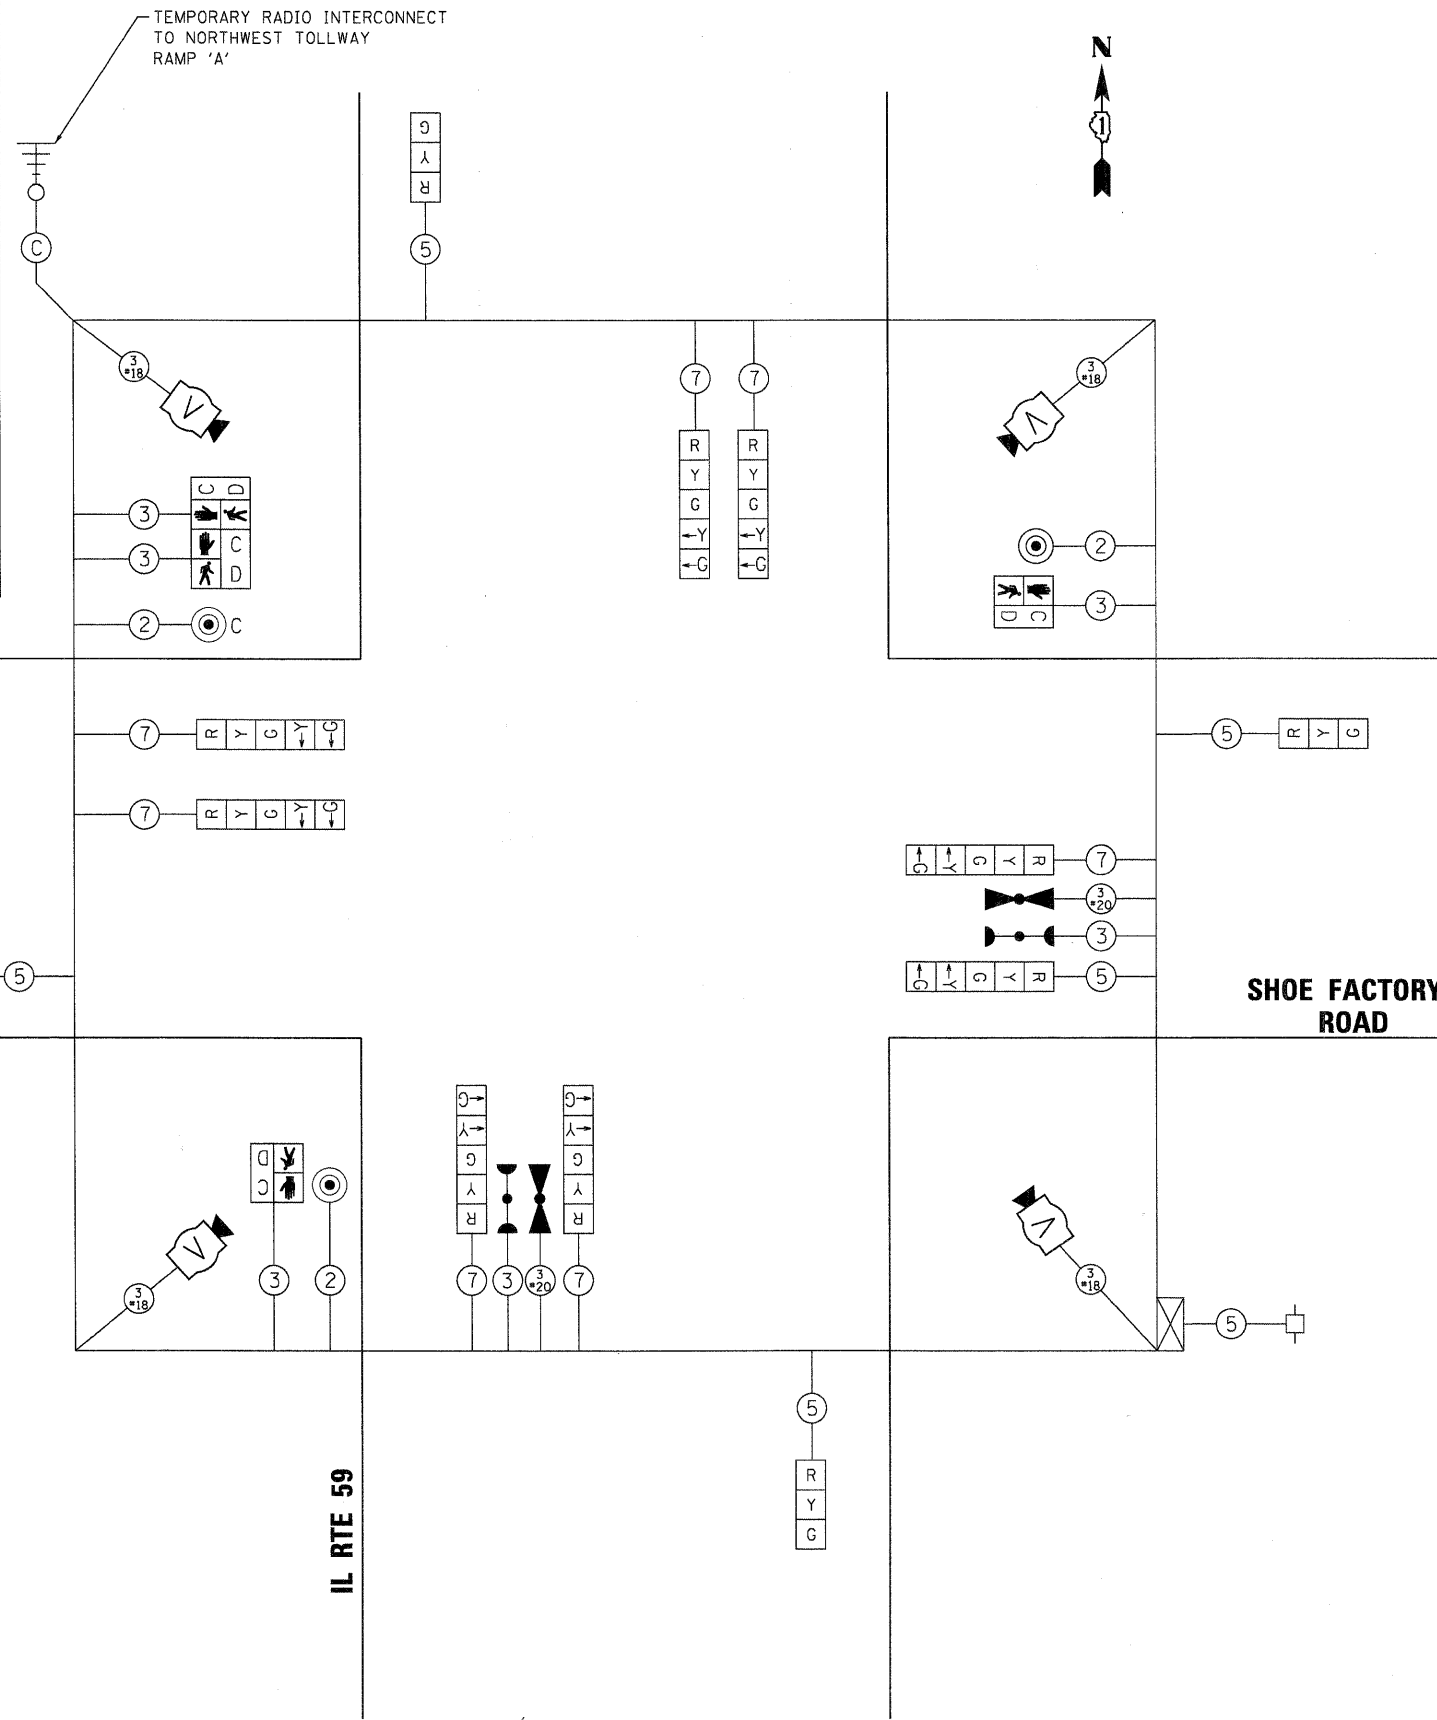 TEMPORARY RADIO INTERCONNECT
TO NORTHWEST TOLLWAY
RAMP 'A'
N
1
G
Y
R
C
5
3
#18
V
7
7
3
#18
V
R
Y
G
←Y
←G
R
Y
G
←Y
←G
C D
3
3
C
D
2
C
2
3
D C
7
R Y G ←Y ←G
5
R Y G
7
R Y G ←Y ←G
←G ←Y G Y R
7
3
#20
3
5
←G ←Y G Y R
5
SHOE FACTORY
ROAD
←G
←Y
G
Y
R
←G
←Y
G
Y
R
D
C
V
V
3
#18
3
2
7
3
3
#20
7
3
#18
5
5
R
Y
G
IL RTE 59